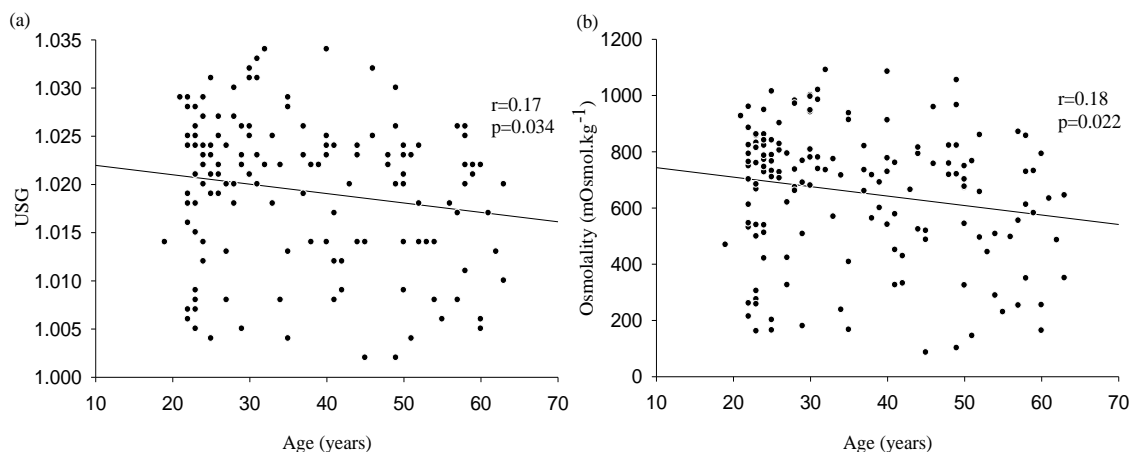 (a)
1.035
1.030
1.025
1.020
1.015
1.010
1.005
1.000
USG
r=0.17
p=0.034
10 20 30 40 50 60 70
Age (years)
(b)
1200
1000
800
600
400
200
0
Osmolality (mOsmol.kg-1)
r=0.18
p=0.022
10 20 30 40 50 60 70
Age (years)